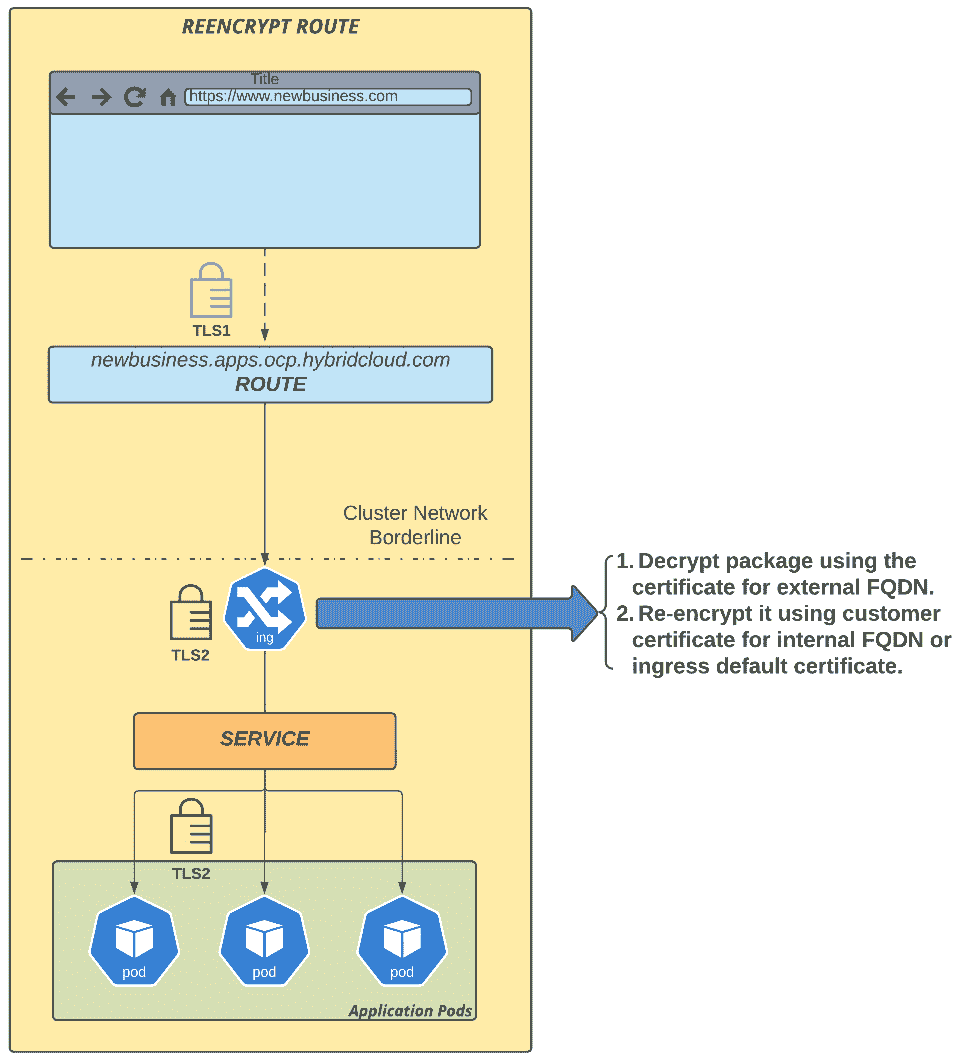 REENCRYPT ROUTE
Title
https://www.newbusiness.com
TLS1
newbusiness.apps.ocp.hybridcloud.com
ROUTE
Cluster Network
Borderline
ing
TLS2
1. Decrypt package using the
certificate for external FQDN.
2. Re-encrypt it using customer
certificate for internal FQDN or
ingress default certificate.
SERVICE
TLS2
pod
pod
pod
Application Pods